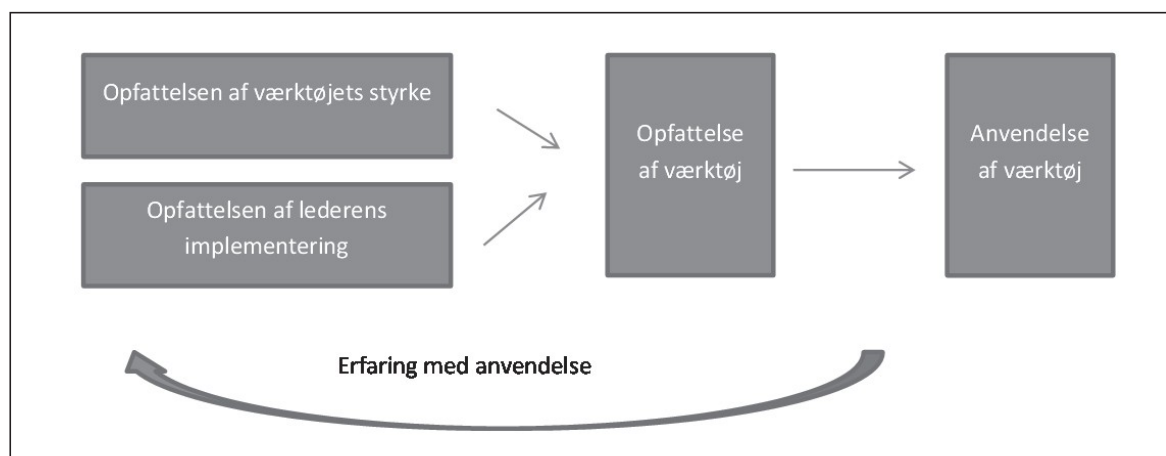 Opfattelsen af værktøjets styrke
Opfattelsen af lederens
implementering
Opfattelse
af værktøj
Anvendelse
af værktøj
Erfaring med anvendelse